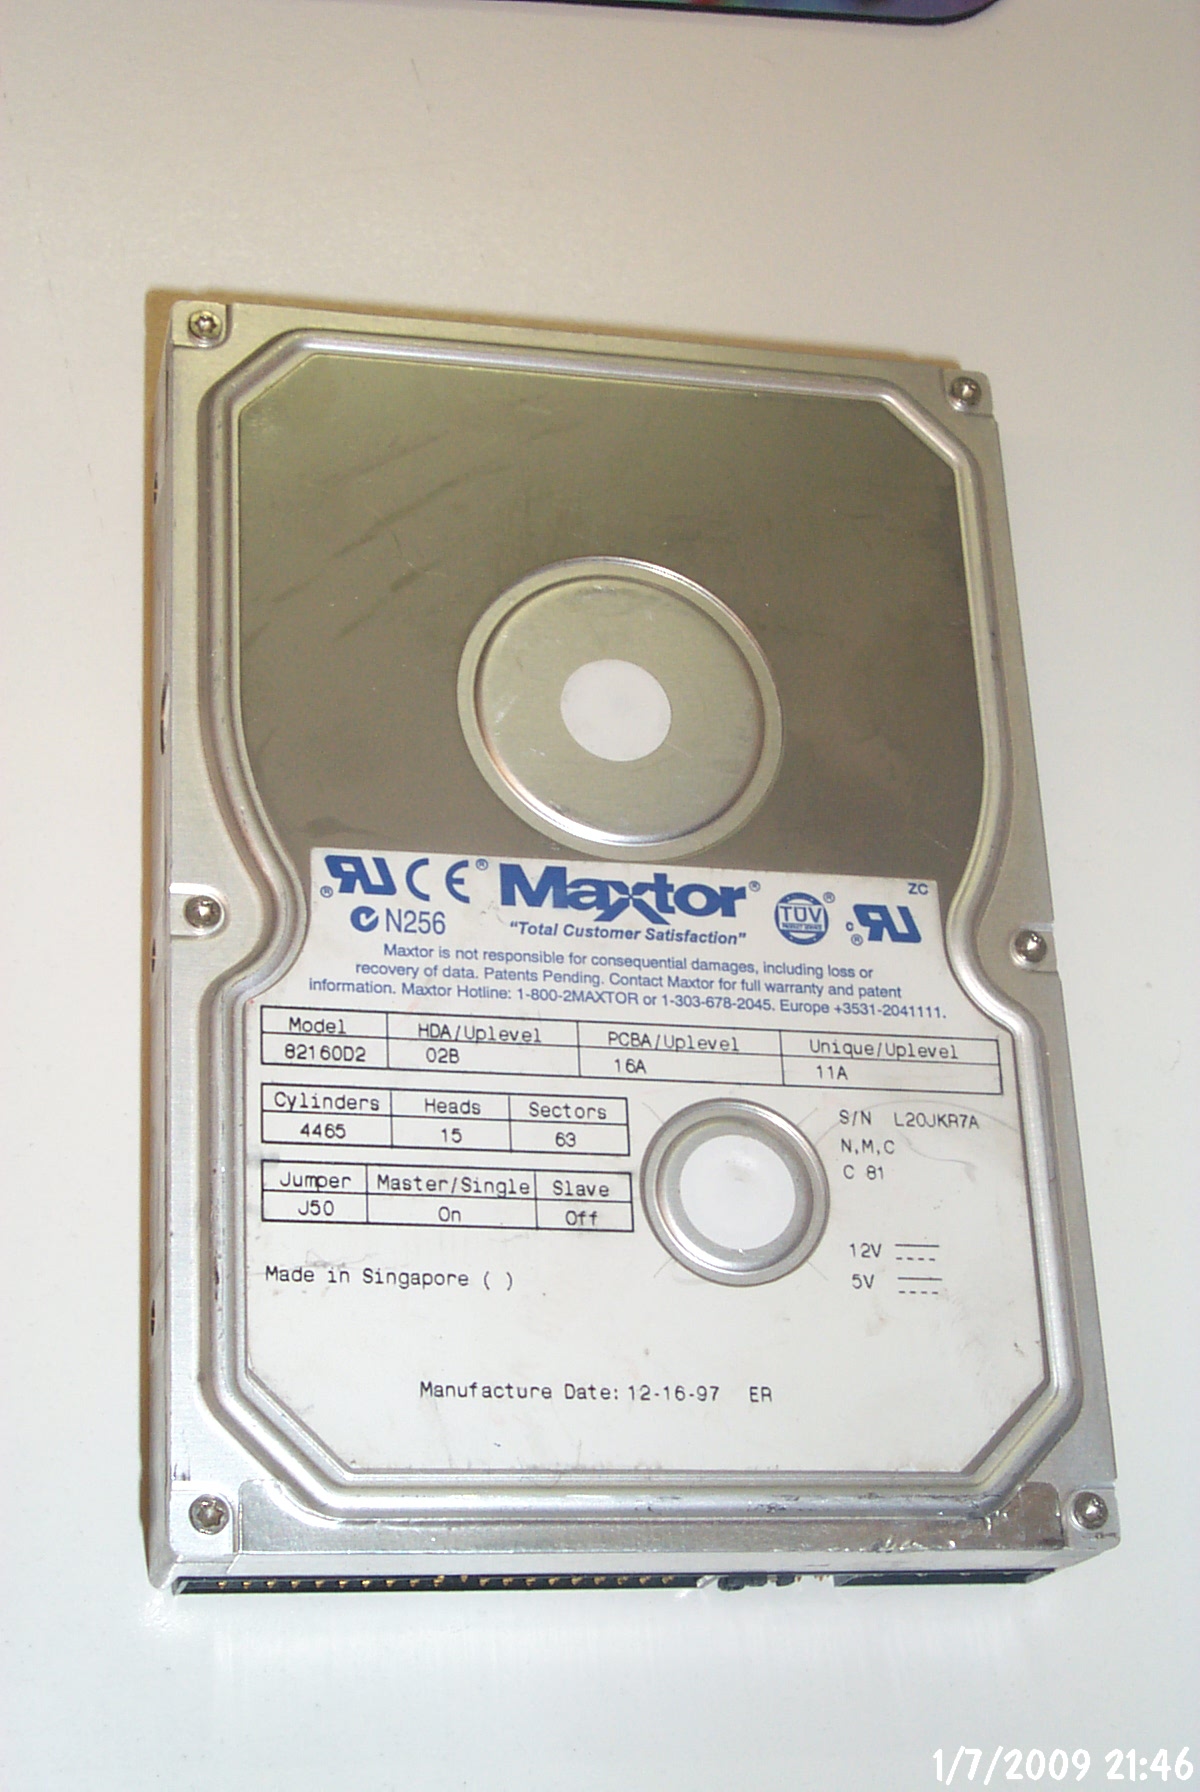 ZC
® RU CE® Maxtor® TÜV ® RU ®
N256
"Total Customer Satisfaction"
Maxtor is not responsible for consequential damages, including loss or
recovery of data. Patents Pending. Contact Maxtor for full warranty and patent
information. Maxtor Hotline: 1-800-2MAXTOR or 1-303-678-2045. Europe +3531-2041111.
Model HDA/Uplevel PCBA/Uplevel Unique/Uplevel
82160D2 02B 16A 11A
Cylinders Heads Sectors
4465 15 63
S/N L20JKR7A
N,M,C
C 81
Jumper Master/Single Slave
J50 On Off
12V
5V
Made in Singapore ( )
Manufacture Date: 12-16-97 ER
1/7/2009 21:46